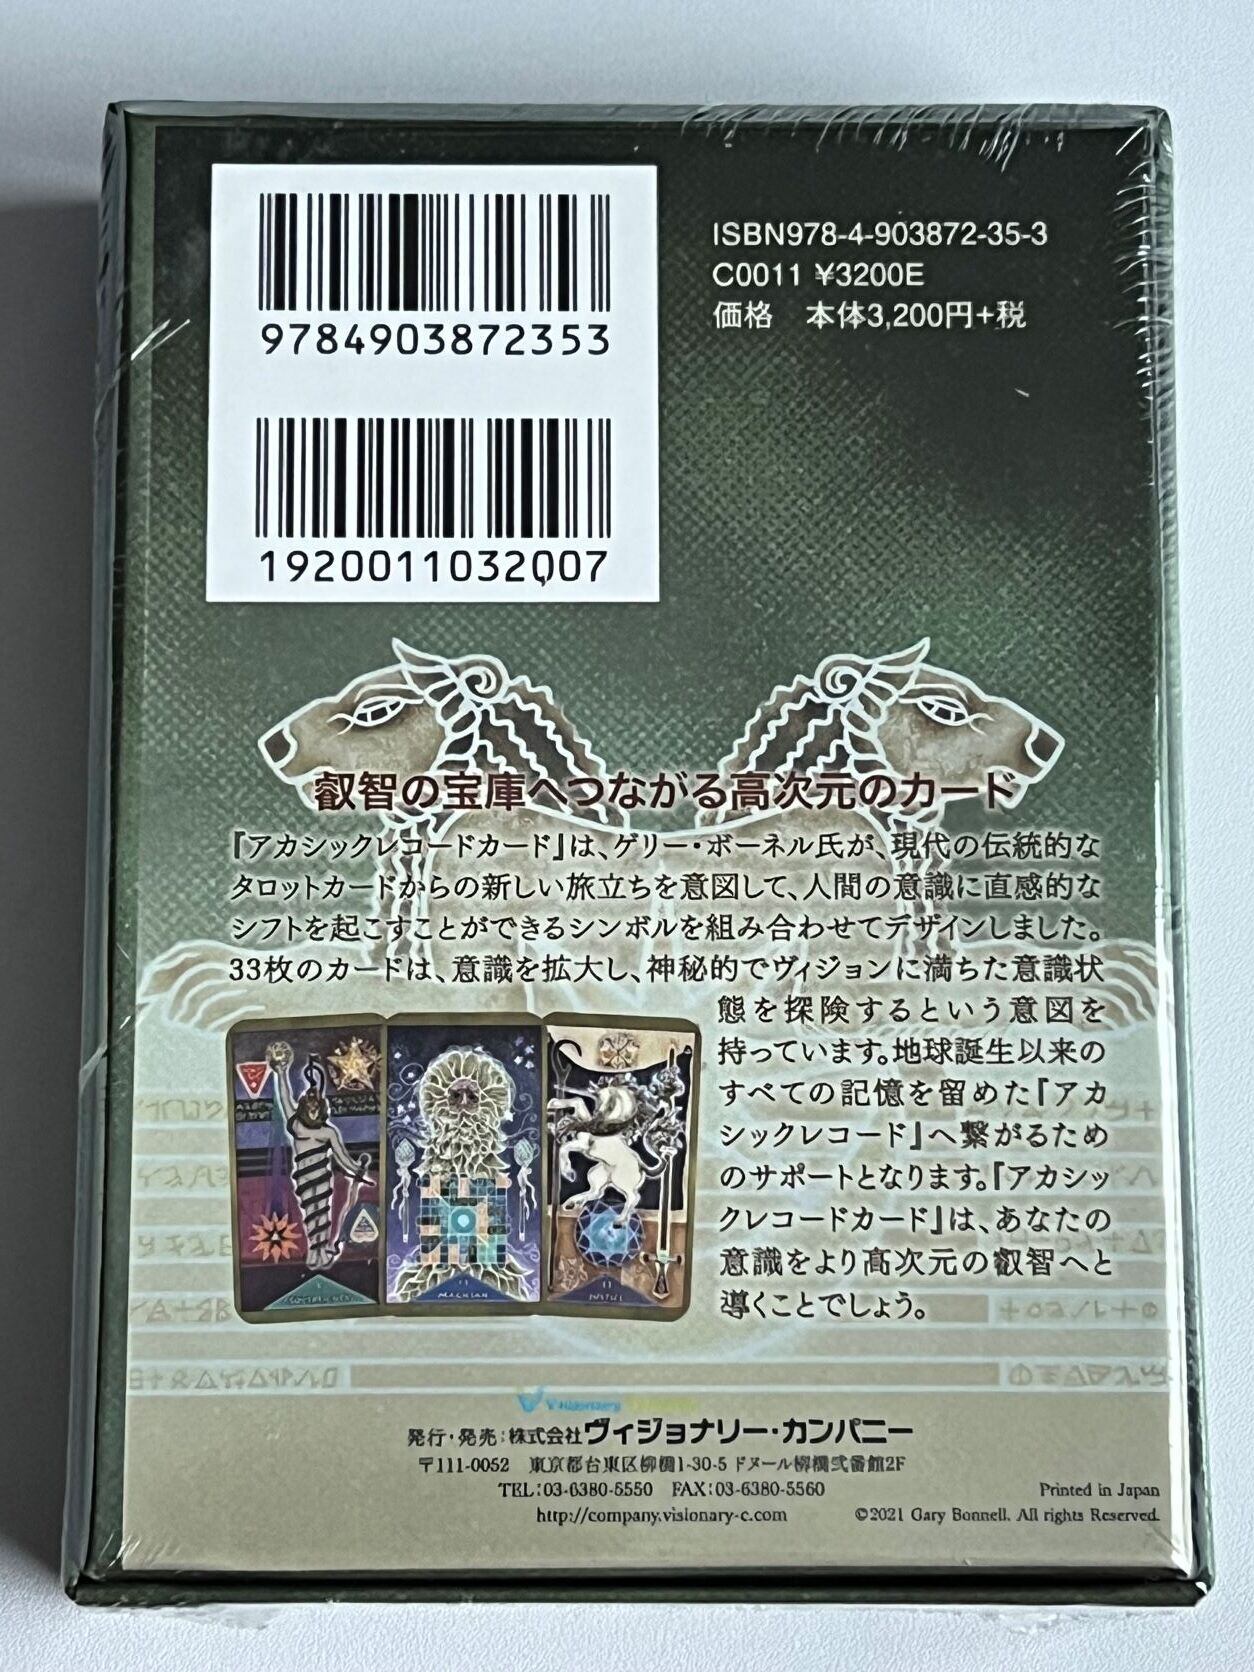 9784903872353
1920011032007
ISBN978-4-903872-35-3
C0011 ¥3200E
価格　本体3,200円+税
叡智の宝庫へつながる高次元のカード
『アカシックレコードカード』は、ゲリー・ボーネル氏が、現代の伝統的な
タロットカードからの新しい旅立ちを意図して、人間の意識に直感的な
シフトを起こすことができるシンボルを組み合わせてデザインしました。
33枚のカードは、意識を拡大し、神秘的でヴィジョンに満ちた意識状
態を探険するという意図を
持っています。地球誕生以来の
すべての記憶を留めた『アカ
シックレコード』へ繋がるため
のサポートとなります。『アカシッ
クレコードカード』は、あなたの
意識をより高次元の叡智へと
導くことでしょう。
MACHIAN
Visionary
発行・発売：株式会社ヴィジョナリー・カンパニー
〒111-0052　東京都台東区柳橋1-30-5 ドヌール柳橋弐番館2F
TEL：03-6380-5550　FAX：03-6380-5560
http://company.visionary-c.com
Printed in Japan
©2021 Gary Bonnell. All rights Reserved.